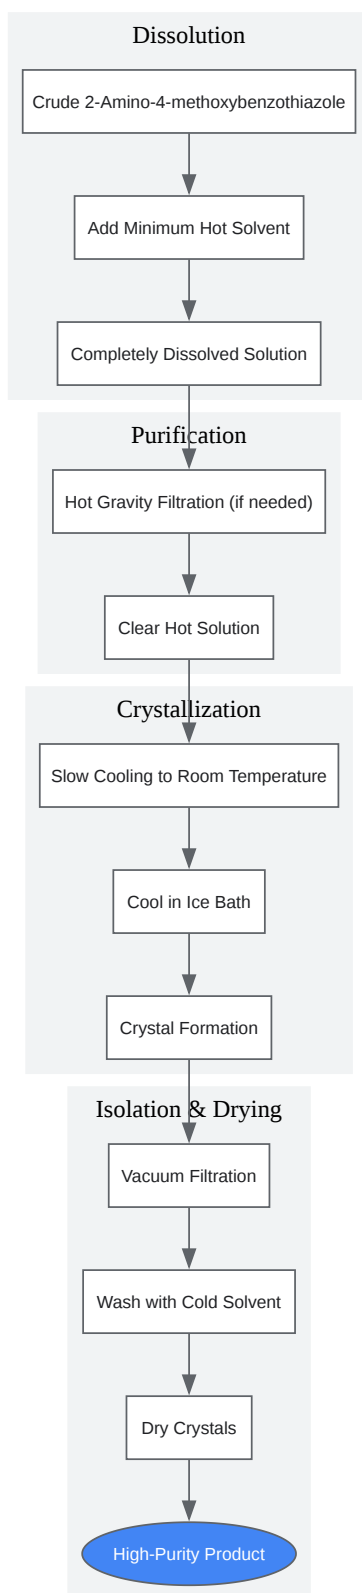 Dissolution
Crude 2-Amino-4-methoxybenzothiazole
Add Minimum Hot Solvent
Completely Dissolved Solution
Purification
Hot Gravity Filtration (if needed)
Clear Hot Solution
Crystallization
Slow Cooling to Room Temperature
Cool in Ice Bath
Crystal Formation
Isolation & Drying
Vacuum Filtration
Wash with Cold Solvent
Dry Crystals
High-Purity Product